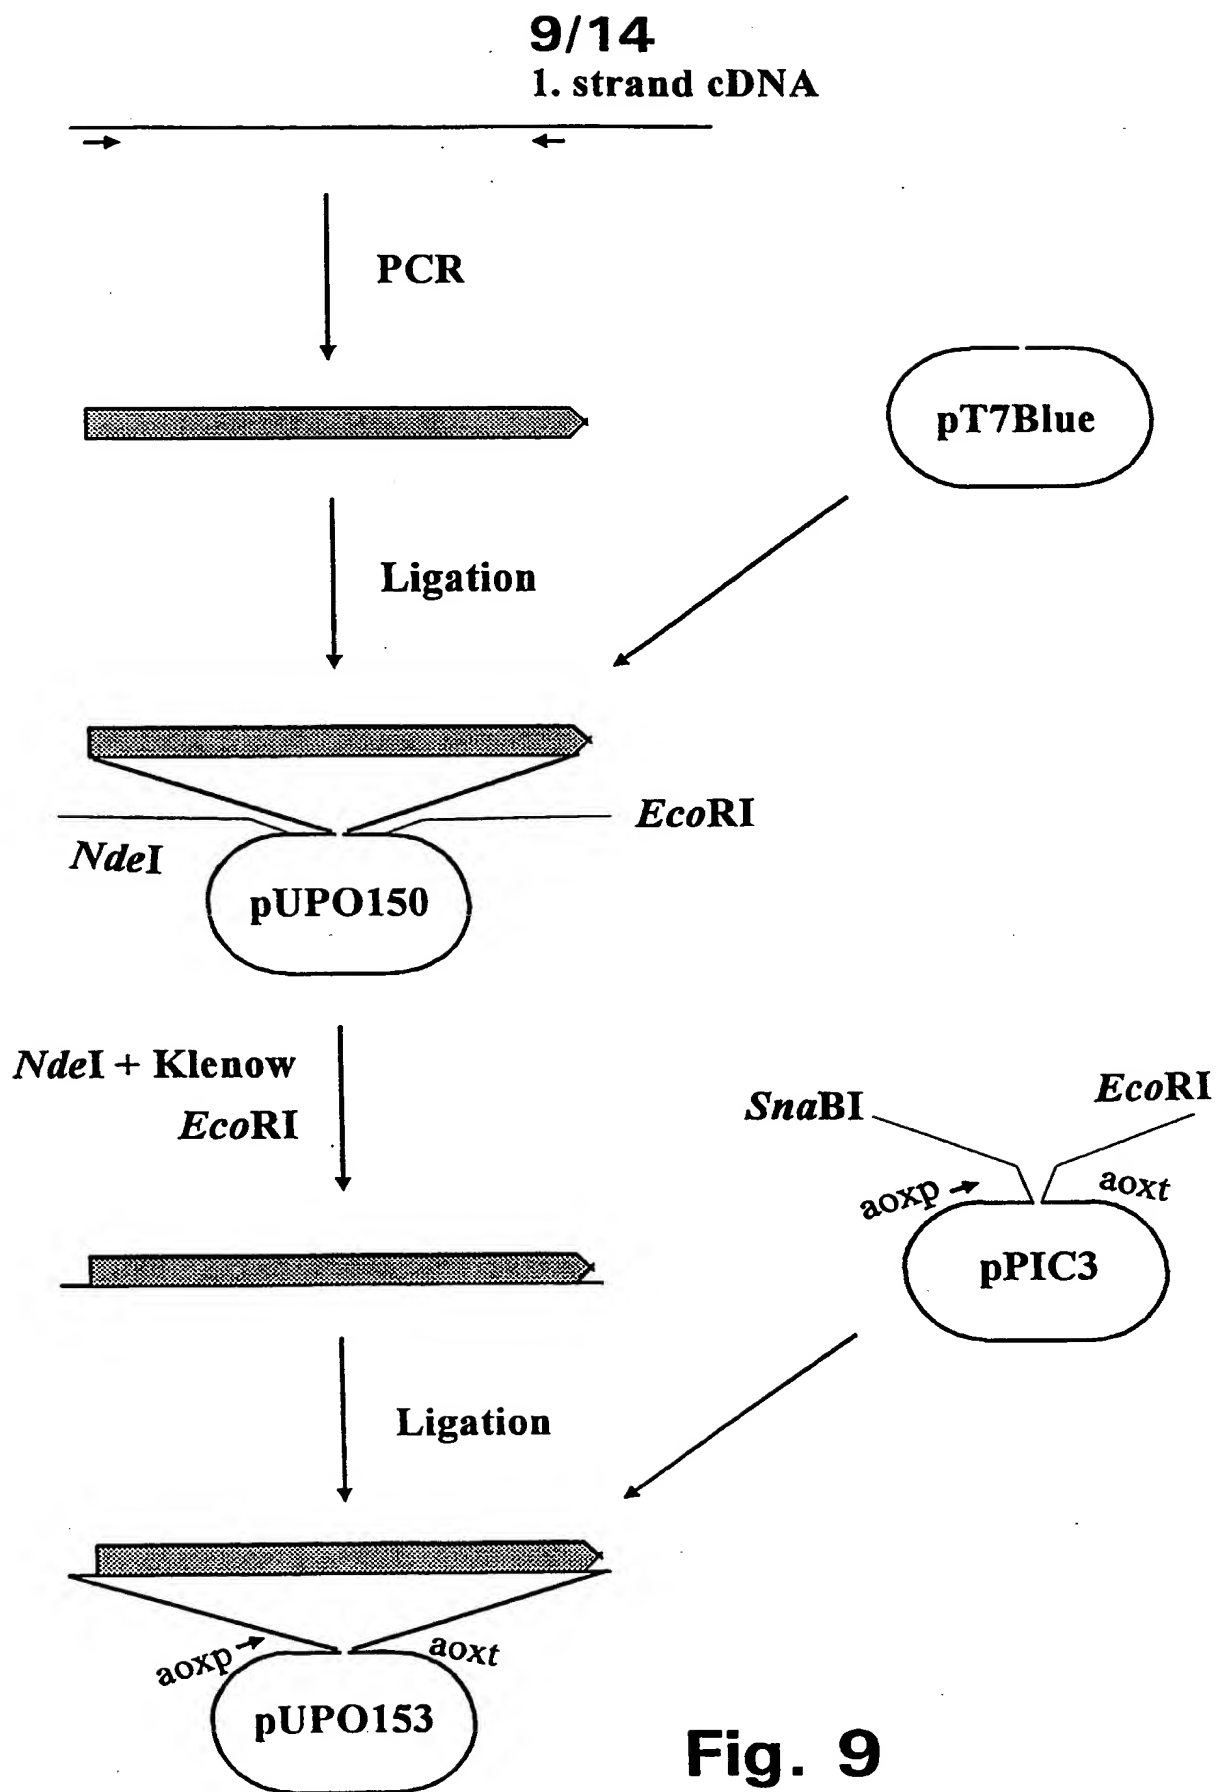 9/14
1. strand cDNA
PCR
pT7Blue
Ligation
EcoRI
NdeI
pUPO150
NdeI + Klenow
EcoRI
SnaBI
EcoRI
aoxp
aoxt
pPIC3
Ligation
aoxp
aoxt
pUPO153
Fig. 9